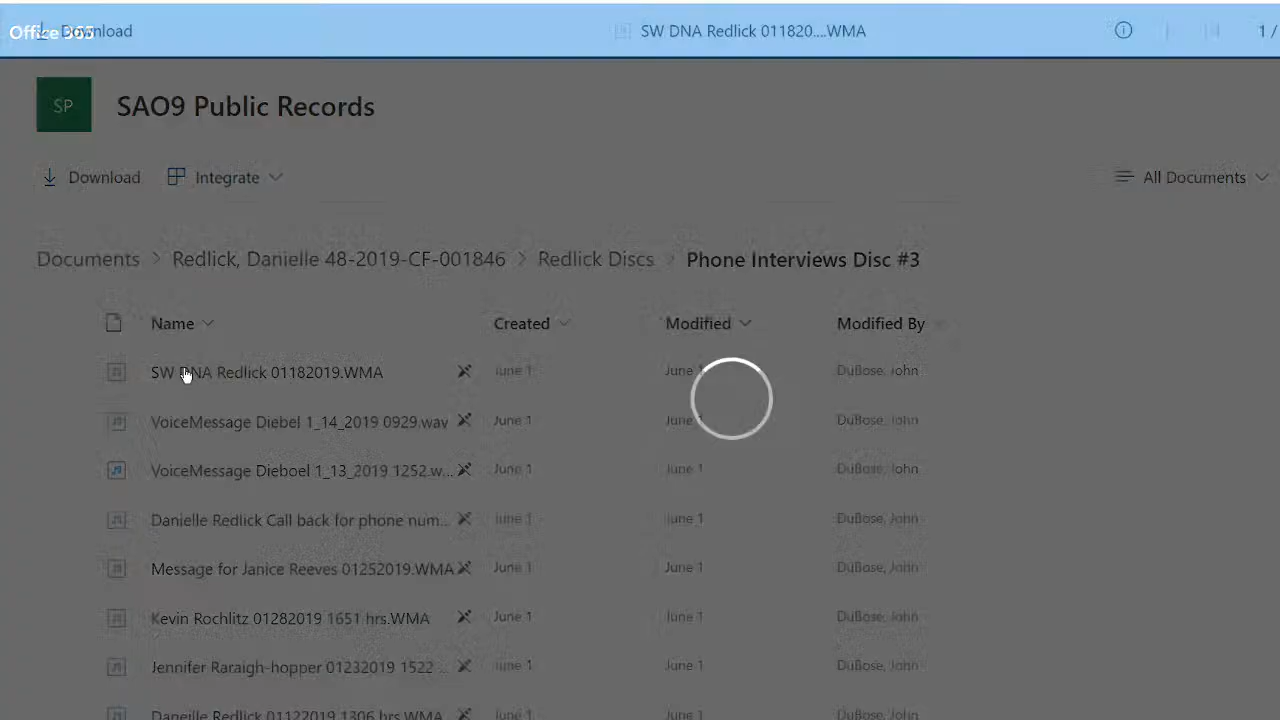 Office 365 Download SW DNA Redlick 011820....WMA 1 /
SP SAO9 Public Records
Download Integrate All Documents
Documents > Redlick, Danielle 48-2019-CF-001846 > Redlick Discs > Phone Interviews Disc #3
Name Created Modified Modified By
SW DNA Redlick 01182019.WMA June 1 June 1 DuBose, John
VoiceMessage Diebel 1_14_2019 0929.wav June 1 June 1 DuBose, John
VoiceMessage Dieboel 1_13_2019 1252.w... June 1 June 1 DuBose, John
Danielle Redlick Call back for phone num... June 1 June 1 DuBose, John
Message for Janice Reeves 01252019.WMA June 1 June 1 DuBose, John
Kevin Rochlitz 01282019 1651 hrs.WMA June 1 June 1 DuBose, John
Jennifer Raraigh-hopper 01232019 1522 ... June 1 June 1 DuBose, John
Daneille Redlick 01122019 1306 hrs.WMA June 1 June 1 DuBose, John